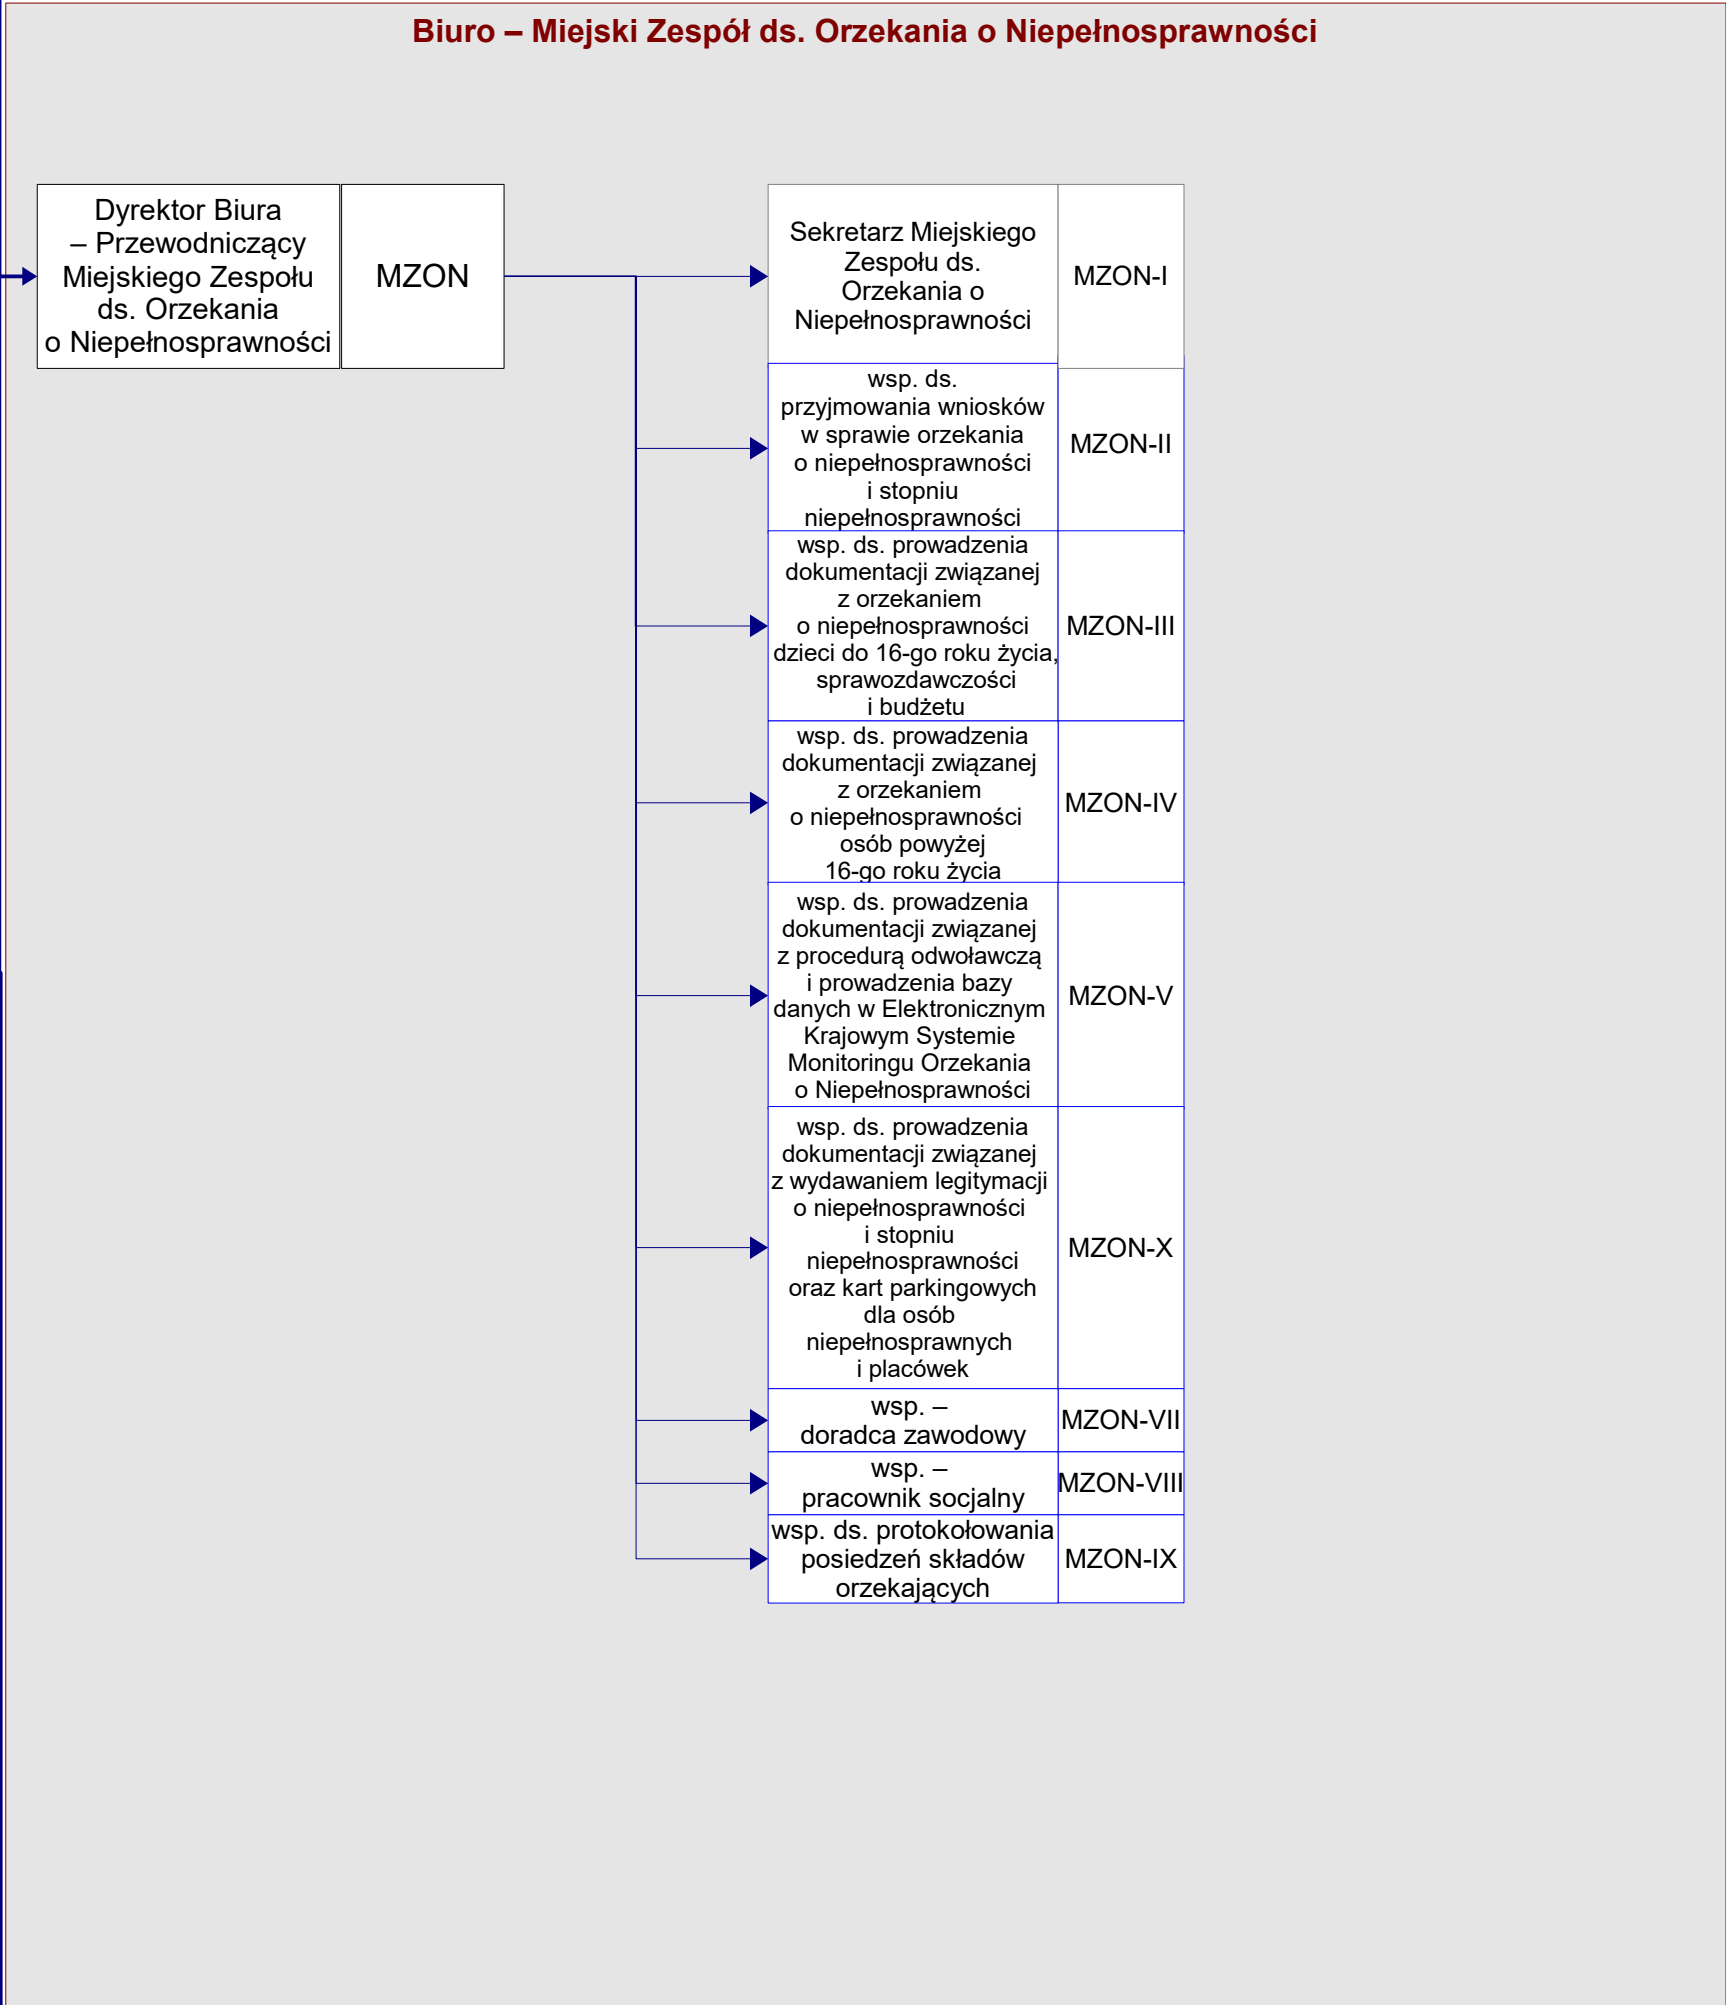 Biuro – Miejski Zespół ds. Orzekania o Niepełnosprawności
Dyrektor Biura
– Przewodniczący
Miejskiego Zespołu
ds. Orzekania
o Niepełnosprawności
MZON
Sekretarz Miejskiego
Zespołu ds.
Orzekania o
Niepełnosprawności
MZON-I
wsp. ds.
przyjmowania wniosków
w sprawie orzekania
o niepełnosprawności
i stopniu
niepełnosprawności
MZON-II
wsp. ds. prowadzenia
dokumentacji związanej
z orzekaniem
o niepełnosprawności
dzieci do 16-go roku życia,
sprawozdawczości
i budżetu
MZON-III
wsp. ds. prowadzenia
dokumentacji związanej
z orzekaniem
o niepełnosprawności
osób powyżej
16-go roku życia
MZON-IV
wsp. ds. prowadzenia
dokumentacji związanej
z procedurą odwoławczą
i prowadzenia bazy
danych w Elektronicznym
Krajowym Systemie
Monitoringu Orzekania
o Niepełnosprawności
MZON-V
wsp. ds. prowadzenia
dokumentacji związanej
z wydawaniem legitymacji
o niepełnosprawności
i stopniu
niepełnosprawności
oraz kart parkingowych
dla osób
niepełnosprawnych
i placówek
MZON-X
wsp. –
doradca zawodowy
MZON-VII
wsp. –
pracownik socjalny
MZON-VIII
wsp. ds. protokołowania
posiedzeń składów
orzekających
MZON-IX